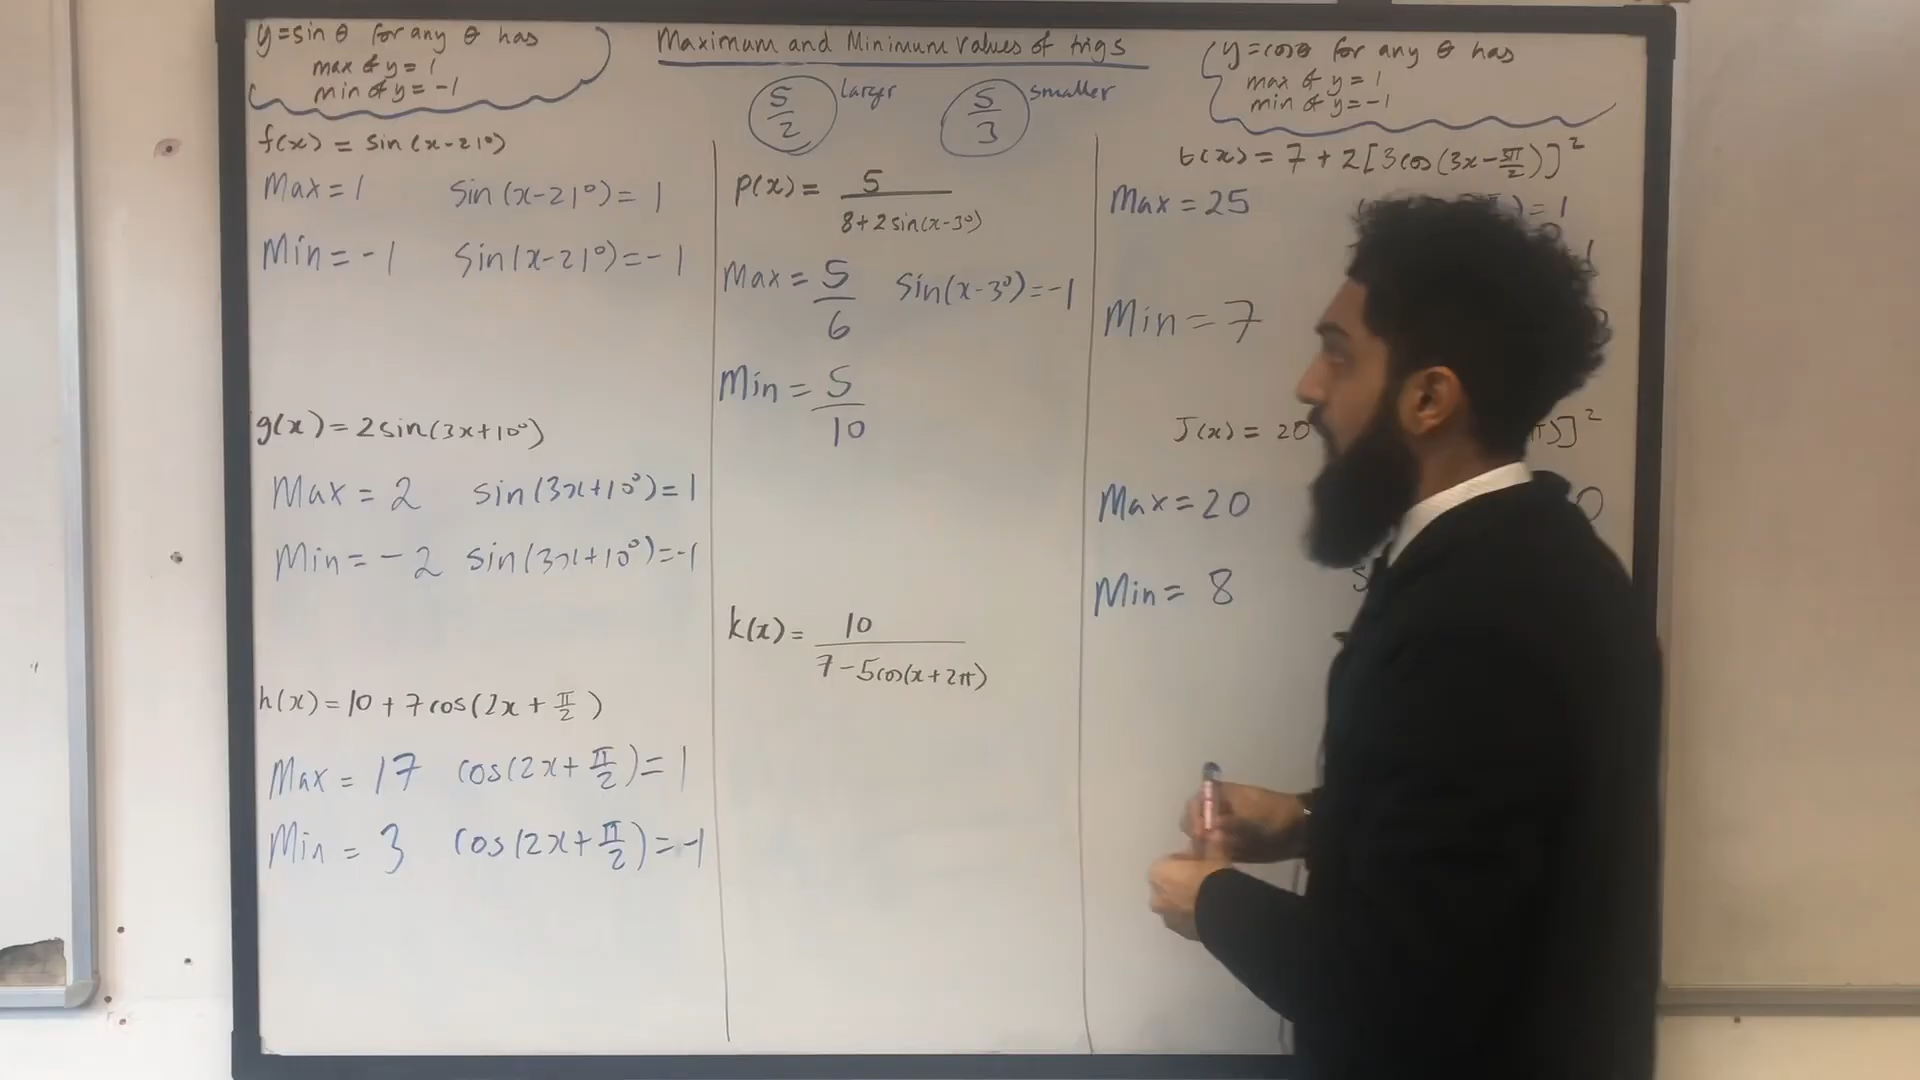 y=sin θ for any θ has
max of y = 1
min of y = -1
Maximum and Minimum values of trigs
5/2 larger 5/3 smaller
y=cosθ for any θ has
max of y = 1
min of y=-1
f(x) = sin(x-21°)
Max=1 sin(x-21°)= 1
Min=-1 sin(x-21°)=-1
g(x)=2sin(3x+10°)
Max = 2 sin(3x+10°)=1
Min=-2 sin(3x+10°)=-1
h(x)=10+7cos(2x+π/2)
Max = 17 cos(2x+π/2)= 1
Min = 3 cos(2x+π/2)=-1
p(x)= 5
8+2sin(x-3°)
Max = 5/6 sin(x-3°)=-1
Min = 5/10
k(x)= 10
7-5cos(x+2π)
t(x)=7+2[3cos(3x-5π/2)]²
Max =25 )=1
Min =7
J(x)= 20 )]²
Max=20
Min= 8